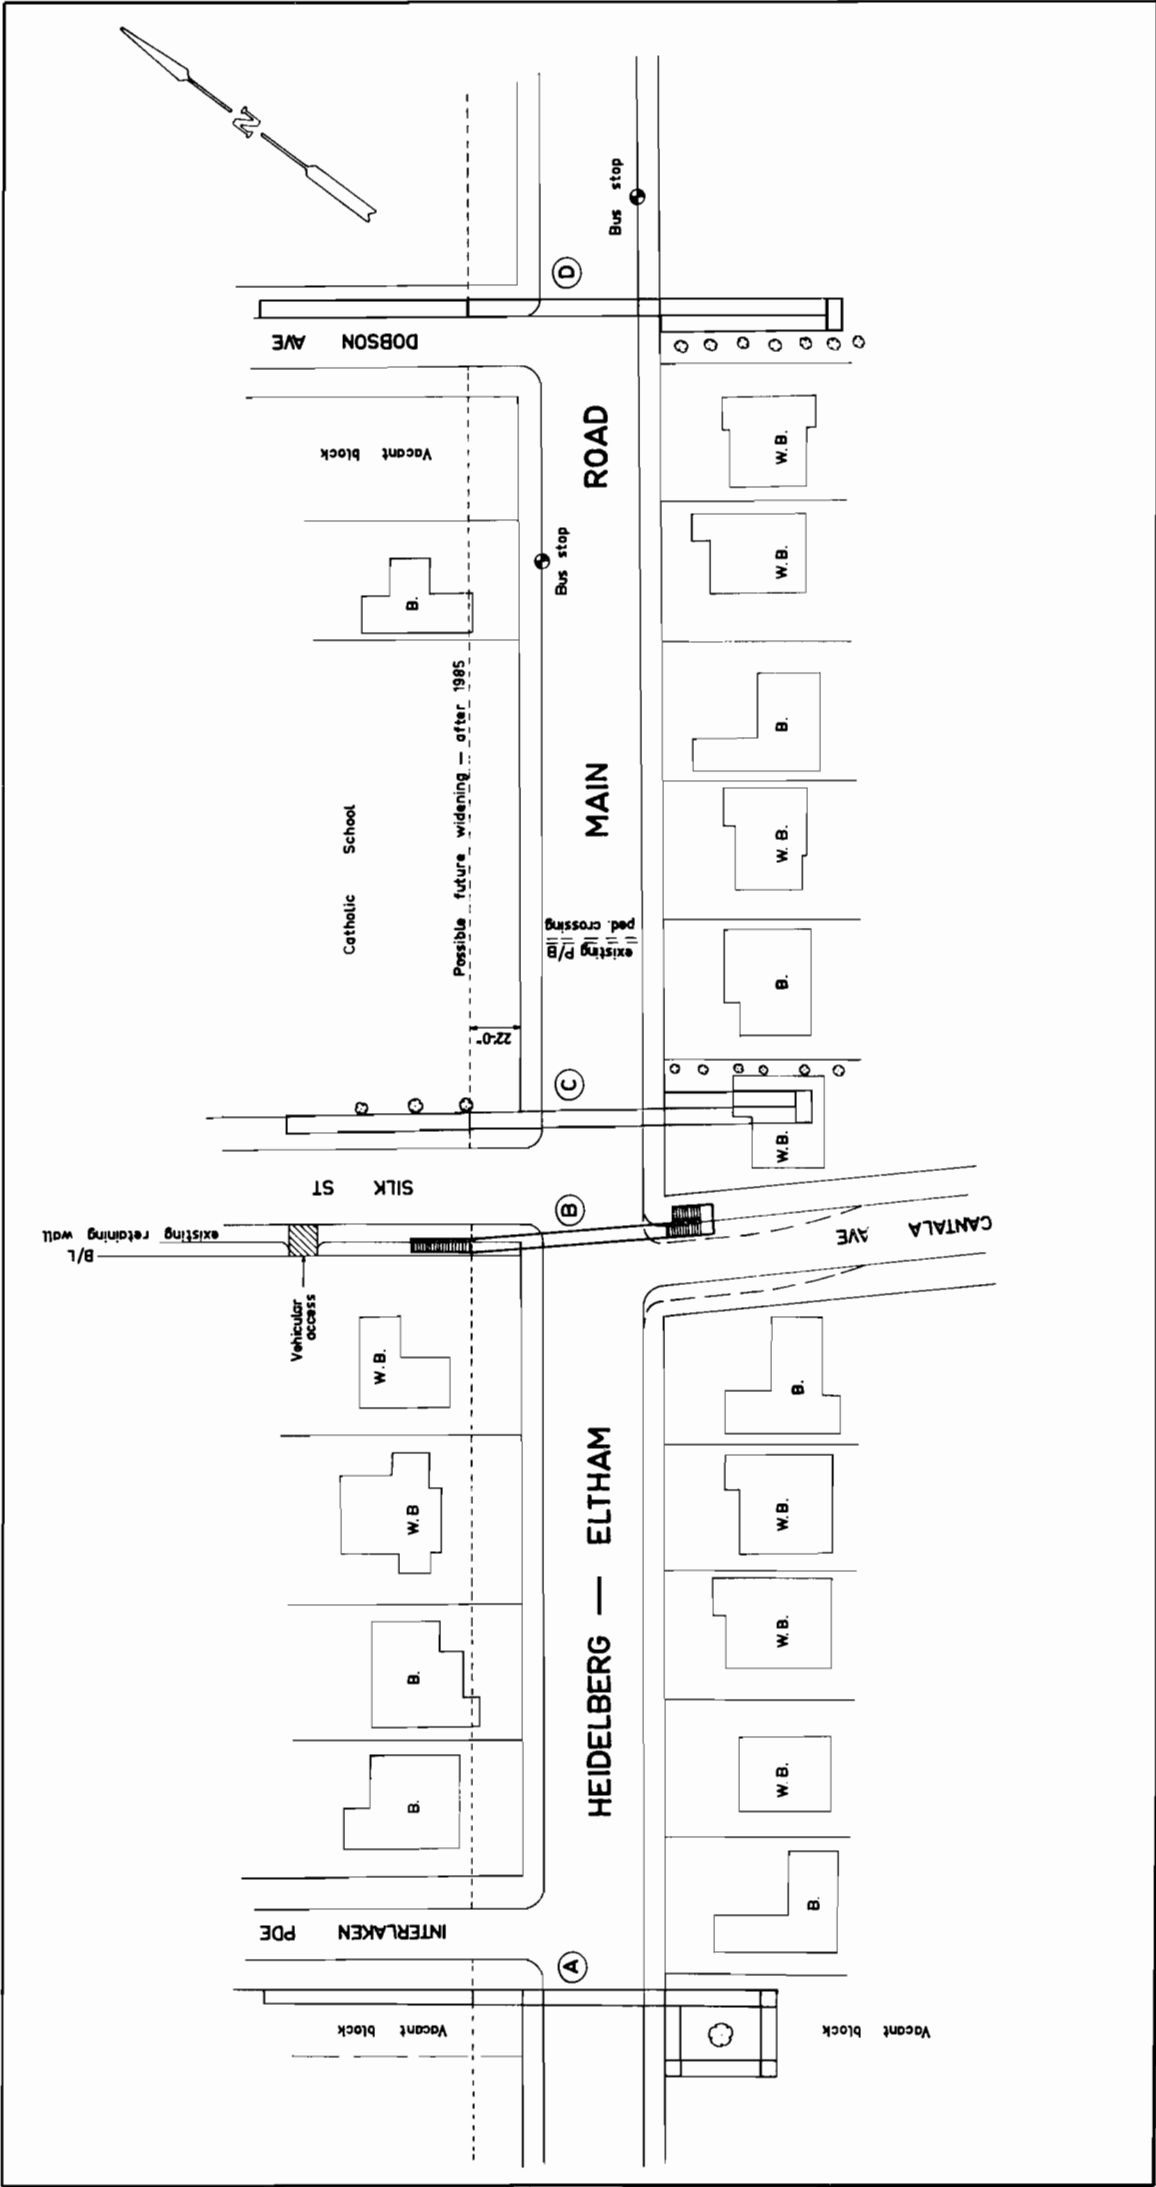 N
Bus stop
D
DOBSON AVE
ROAD
Vacant block
W.B.
Bus stop
W.B.
B.
Possible future widening — after 1985
B.
MAIN
Catholic School
W.B.
existing P/B
ped. crossing
B.
22'-0"
C
W.B.
SILK ST
B
existing retaining wall
B/L
CANTALA AVE
Vehicular
access
W.B.
B.
HEIDELBERG — ELTHAM
W.B
W.B.
B.
W.B.
B.
W.B.
B.
INTERLAKEN PDE
A
Vacant block
Vacant block